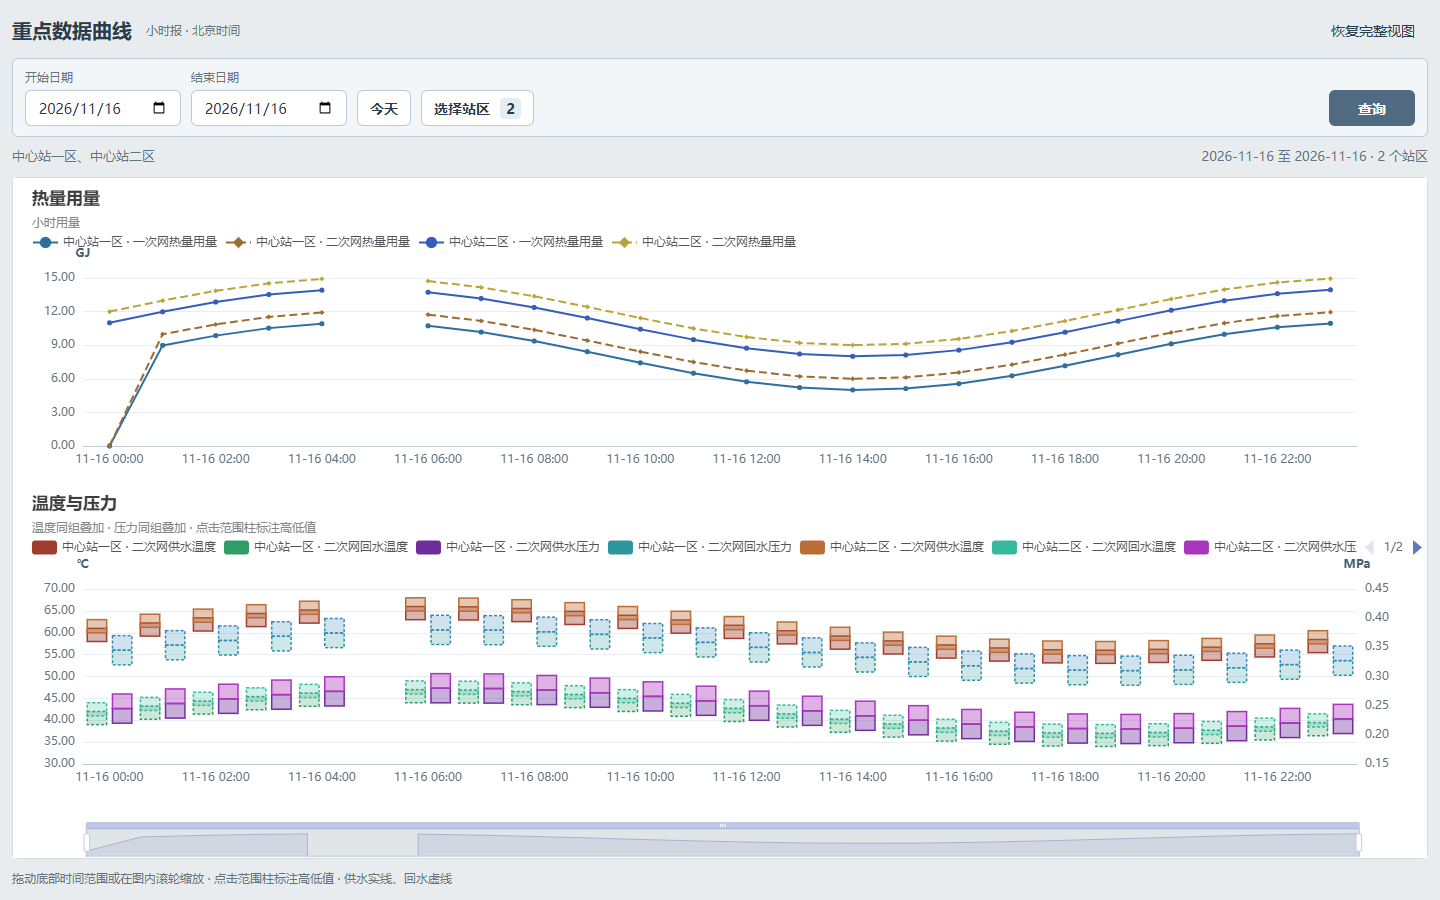 重点数据曲线 小时报 · 北京时间 恢复完整视图
开始日期 结束日期
2026/11/16 2026/11/16 今天 选择站区 2 查询
中心站一区、中心站二区 2026-11-16 至 2026-11-16 · 2 个站区
热量用量
小时用量
中心站一区 · 一次网热量用量 中心站一区 · 二次网热量用量 中心站二区 · 一次网热量用量 中心站二区 · 二次网热量用量
GJ
15.00
12.00
9.00
6.00
3.00
0.00
11-16 00:00 11-16 02:00 11-16 04:00 11-16 06:00 11-16 08:00 11-16 10:00 11-16 12:00 11-16 14:00 11-16 16:00 11-16 18:00 11-16 20:00 11-16 22:00
温度与压力
温度同组叠加 · 压力同组叠加 · 点击范围柱标注高低值
中心站一区 · 二次网供水温度 中心站一区 · 二次网回水温度 中心站一区 · 二次网供水压力 中心站一区 · 二次网回水压力 中心站二区 · 二次网供水温度 中心站二区 · 二次网回水温度 中心站二区 · 二次网供水压 1/2
℃ MPa
70.00 0.45
65.00 0.40
60.00 0.35
55.00 0.30
50.00 0.25
45.00 0.20
40.00 0.15
35.00
30.00
11-16 00:00 11-16 02:00 11-16 04:00 11-16 06:00 11-16 08:00 11-16 10:00 11-16 12:00 11-16 14:00 11-16 16:00 11-16 18:00 11-16 20:00 11-16 22:00
拖动底部时间范围或在图内滚轮缩放 · 点击范围柱标注高低值 · 供水实线、回水虚线